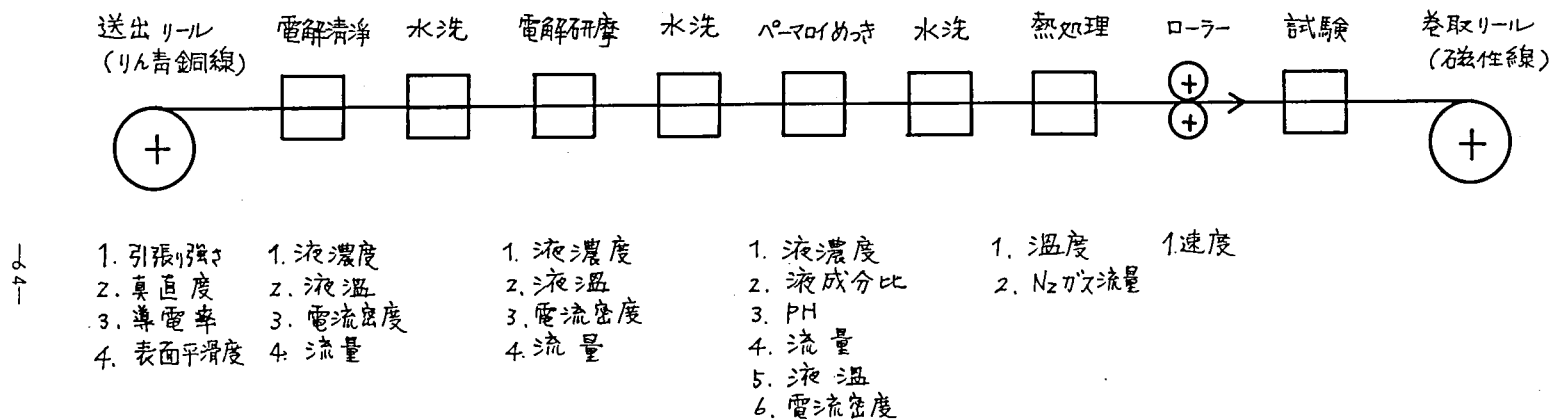 送出リール
(りん青銅線)
電解清浄
水洗
電解研摩
水洗
パーマロイめっき
水洗
熱処理
ローラー
試験
巻取リール
(磁性線)
1. 引張り強さ
2. 真直度
3. 導電率
4. 表面平滑度
1. 液濃度
2. 液温
3. 電流密度
4. 流量
1. 液濃度
2. 液温
3. 電流密度
4. 流量
1. 液濃度
2. 液成分比
3. PH
4. 流量
5. 液温
6. 電流密度
1. 温度
2. N2ガス流量
1. 速度